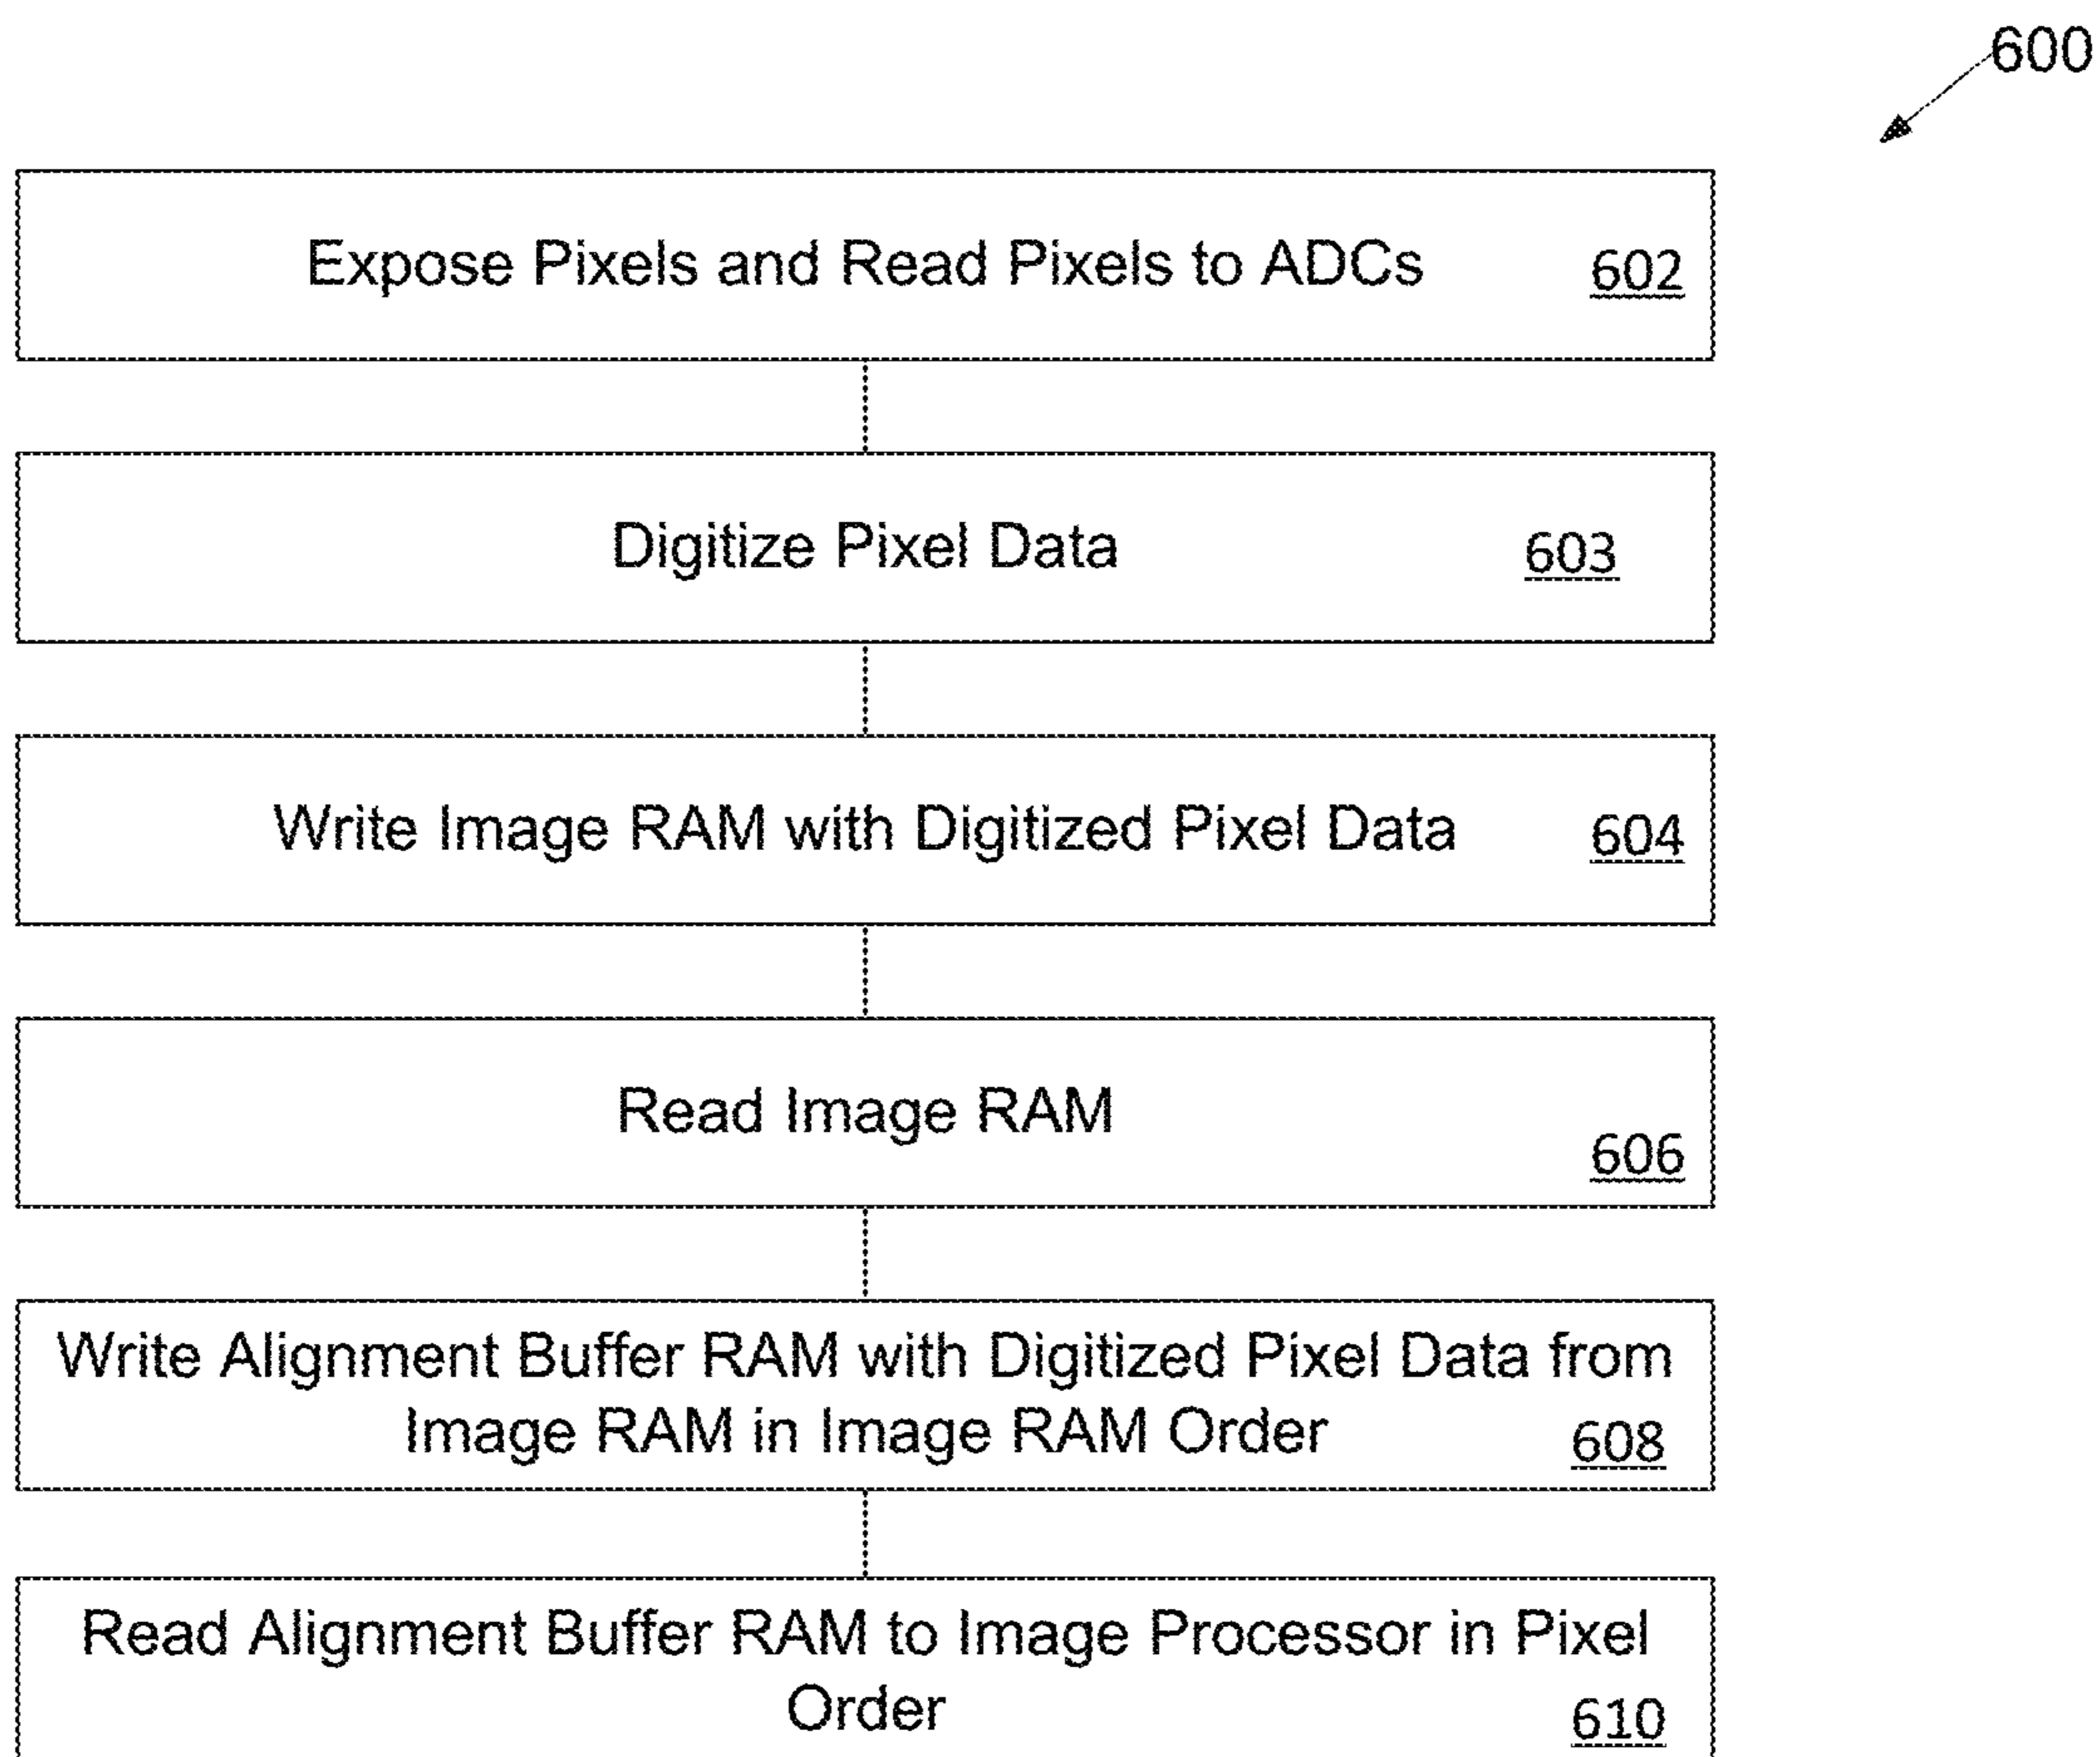 600
Expose Pixels and Read Pixels to ADCs 602
Digitize Pixel Data 603
Write Image RAM with Digitized Pixel Data 604
Read Image RAM
606
Write Alignment Buffer RAM with Digitized Pixel Data from
Image RAM in Image RAM Order 608
Read Alignment Buffer RAM to Image Processor in Pixel
Order 610